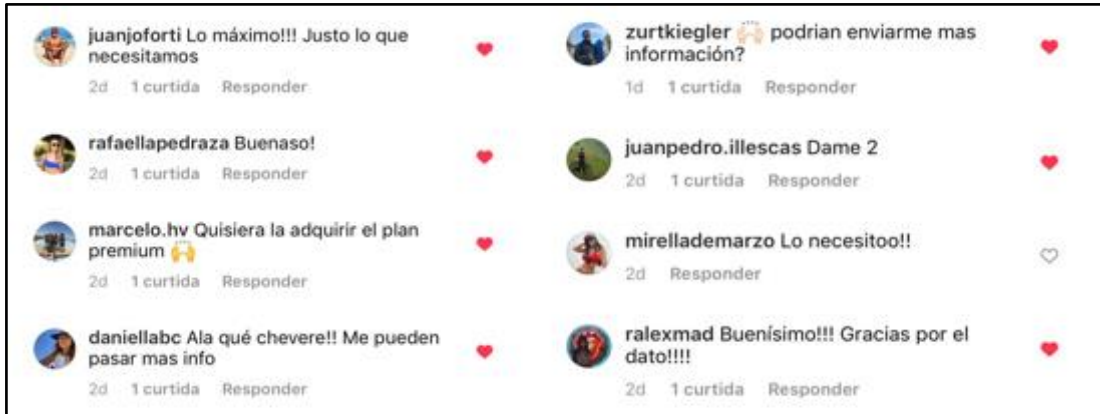 juanjoforti Lo máximo!!! Justo lo que
necesitamos
2d 1 curtida Responder
rafaellapedraza Buenaso!
2d 1 curtida Responder
marcelo.hv Quisiera la adquirir el plan
premium 🙌
2d 1 curtida Responder
daniellabc Ala qué chevere!! Me pueden
pasar mas info
2d 1 curtida Responder
zurtkiegler 🙌🏻 podrian enviarme mas
información?
1d 1 curtida Responder
juanpedro.illescas Dame 2
2d 1 curtida Responder
mirellademarzo Lo necesitoo!!
2d Responder
ralexmad Buenísimo!!! Gracias por el
dato!!!!
2d 1 curtida Responder